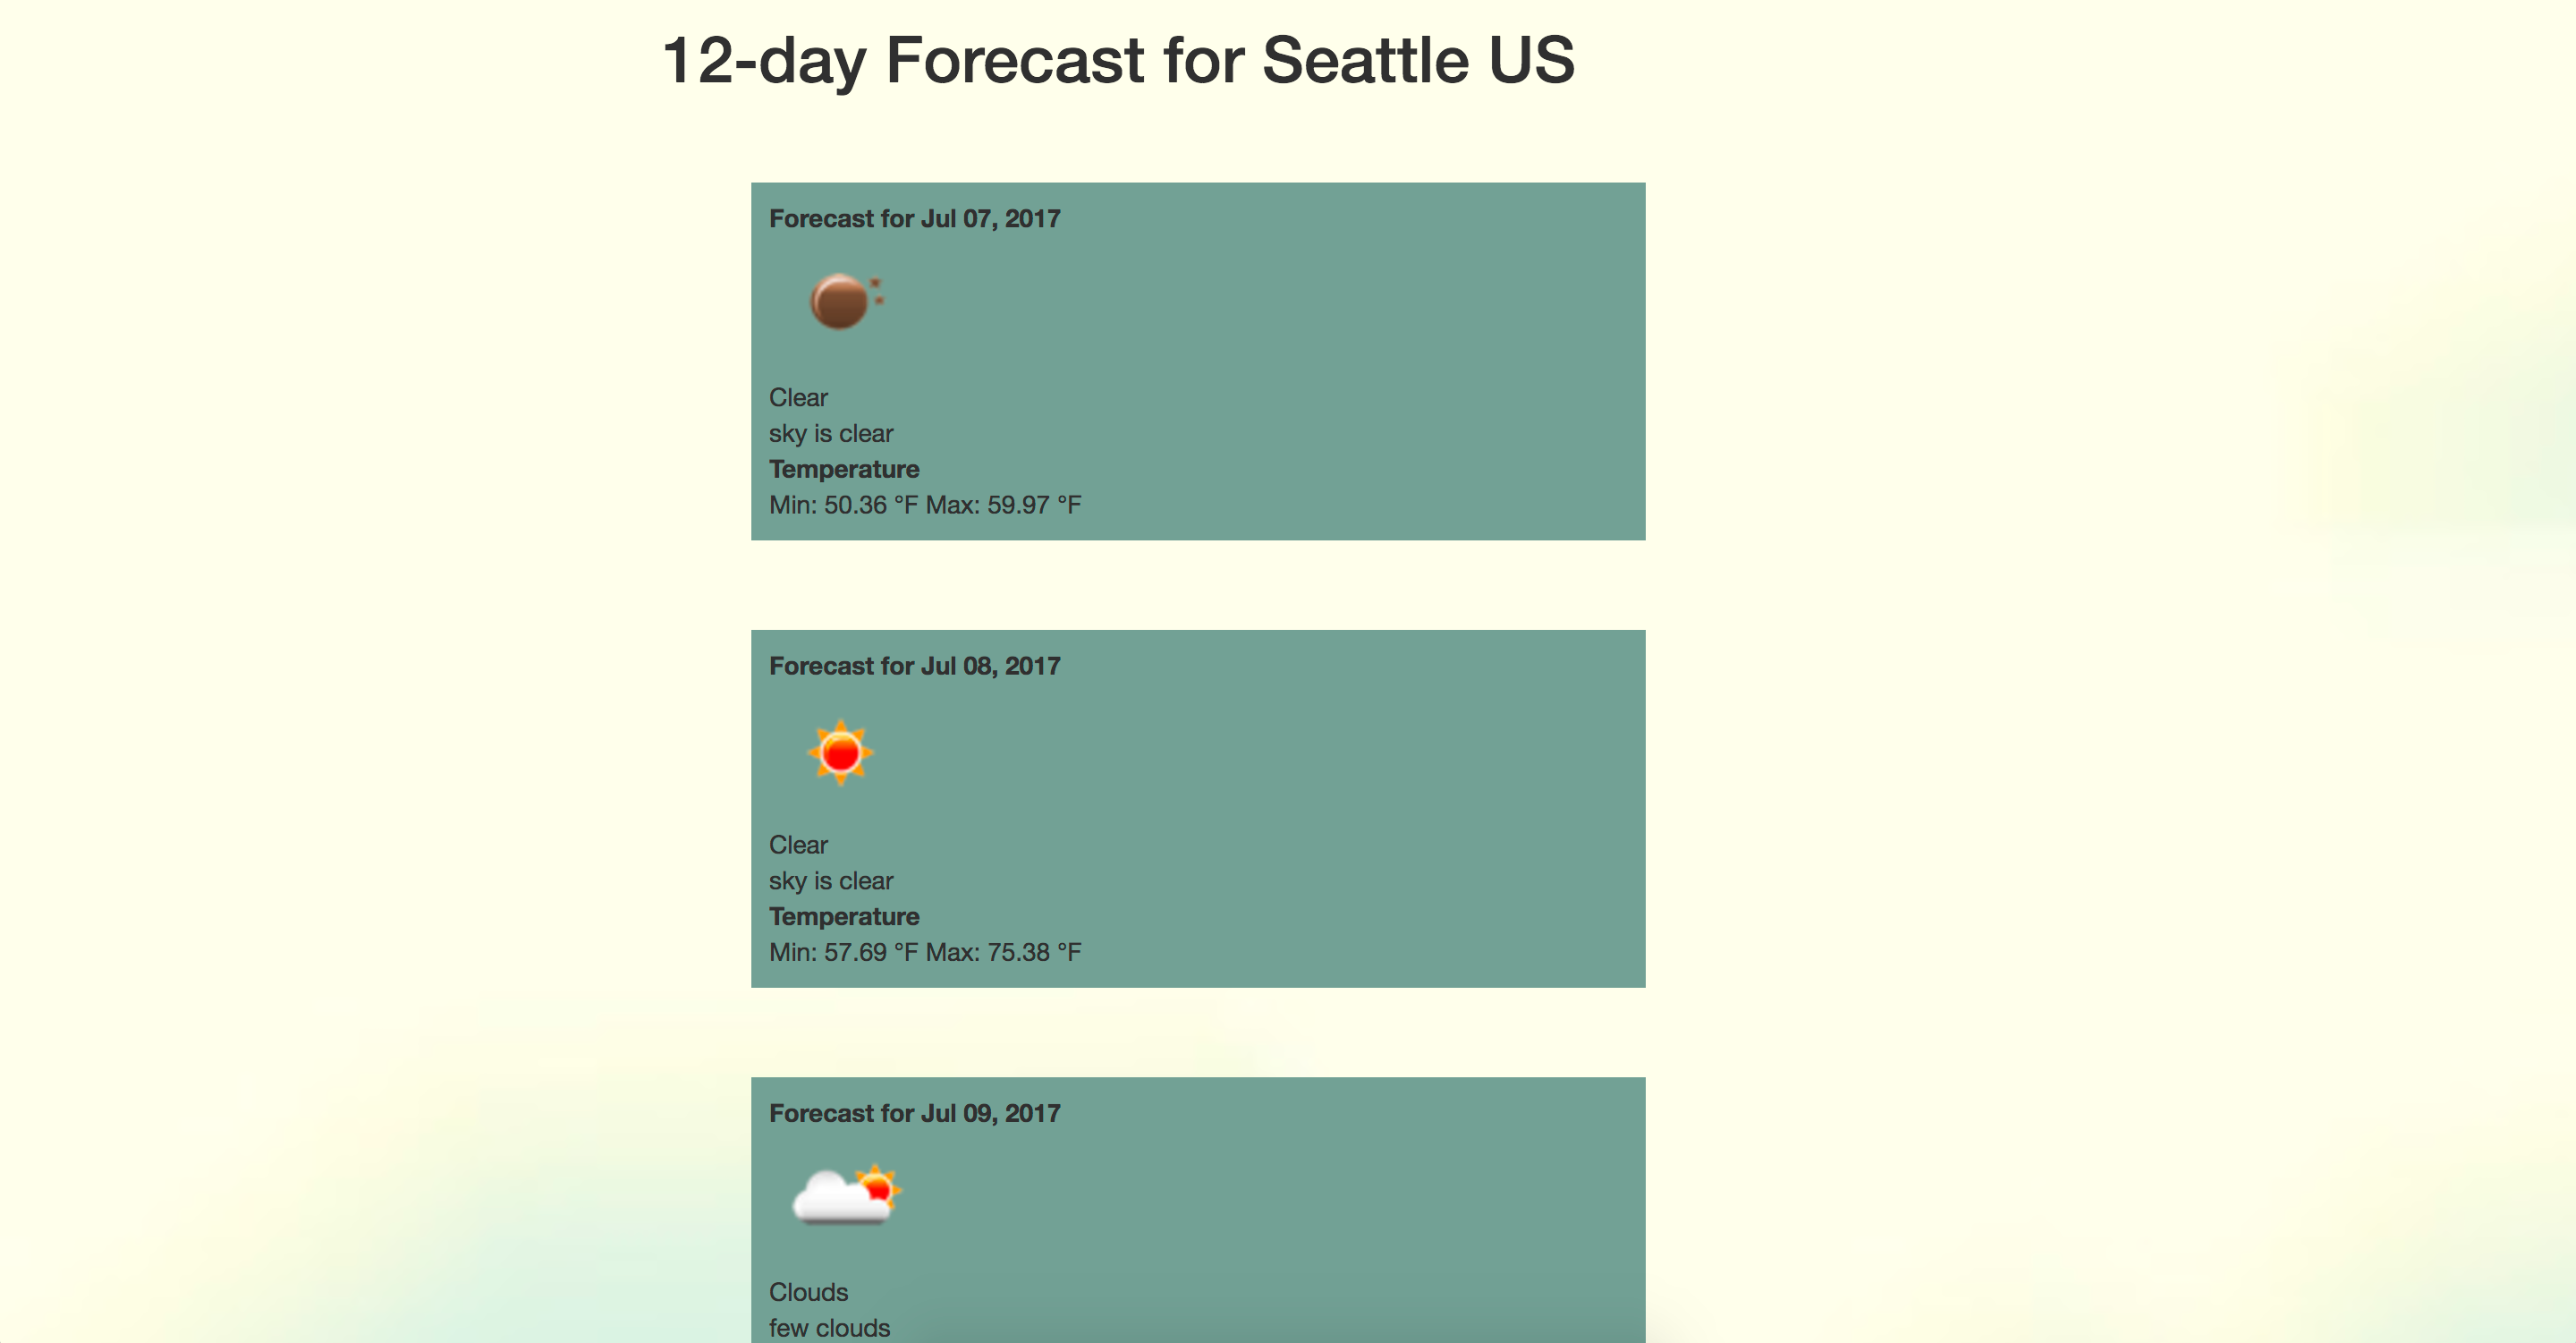 12-day Forecast for Seattle US
Forecast for Jul 07, 2017
Clear
sky is clear
Temperature
Min: 50.36 °F Max: 59.97 °F
Forecast for Jul 08, 2017
Clear
sky is clear
Temperature
Min: 57.69 °F Max: 75.38 °F
Forecast for Jul 09, 2017
Clouds
few clouds